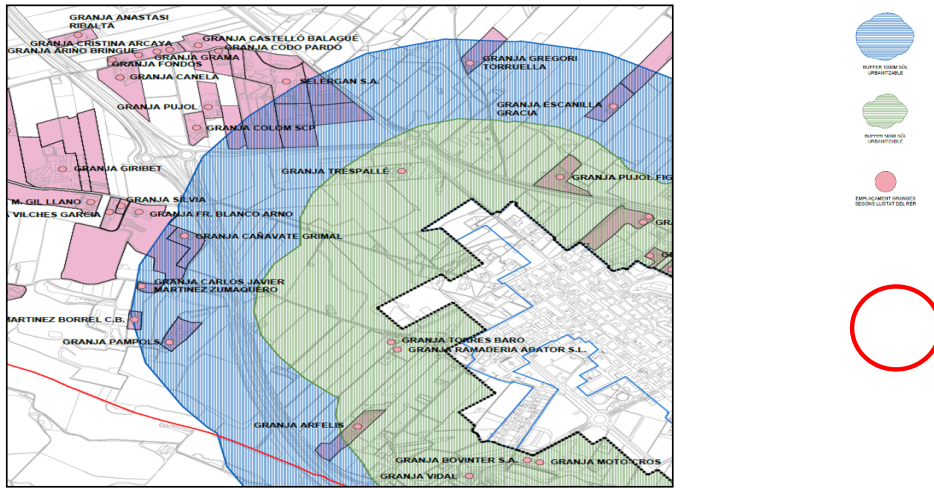 GRANJA ANASTASI
RIBALTA
GRANJA CRISTINA ARCAYA
GRANJA CASTELLÓ BALAGUÉ
GRANJA ARIÑO BRINGUE
GRANJA CODO PARDO
GRANJA GRAMA
GRANJA FONDOS
GRANJA CANELA
SELERGAN S.A.
GRANJA GREGORI
TORRUELLA
GRANJA PUJOL
GRANJA ESCANILLA
GRACIA
GRANJA COLOM SCP
GRANJA GIRIBET
GRANJA TRESPALLÉ
GRANJA PUJOL FIG
M. GILI LLANO
GRANJA SILVIA
A VILCHES GARCIA
GRANJA FR. BLANCO ARNO
GRA
GRANJA CAÑAVATE GRIMAL
GRANJA CARLOS JAVIER
MARTINEZ ZUMAQUERO
MARTINEZ BORREL C.B.
GRANJA PAMPOLS
GRANJA TORRES BARO
GRANJA RAMADERIA ABATOR S.L.
GRANJA ARFELIS
GRANJA BOVINTER S.A.
GRANJA MOTO-CROS
GRANJA VIDAL
BUFFER 1000M SÒL
URBANITZABLE
BUFFER 500M SÒL
URBANITZABLE
EMPLAÇAMENT GRANGES
SEGONS LLISTAT DEL RER